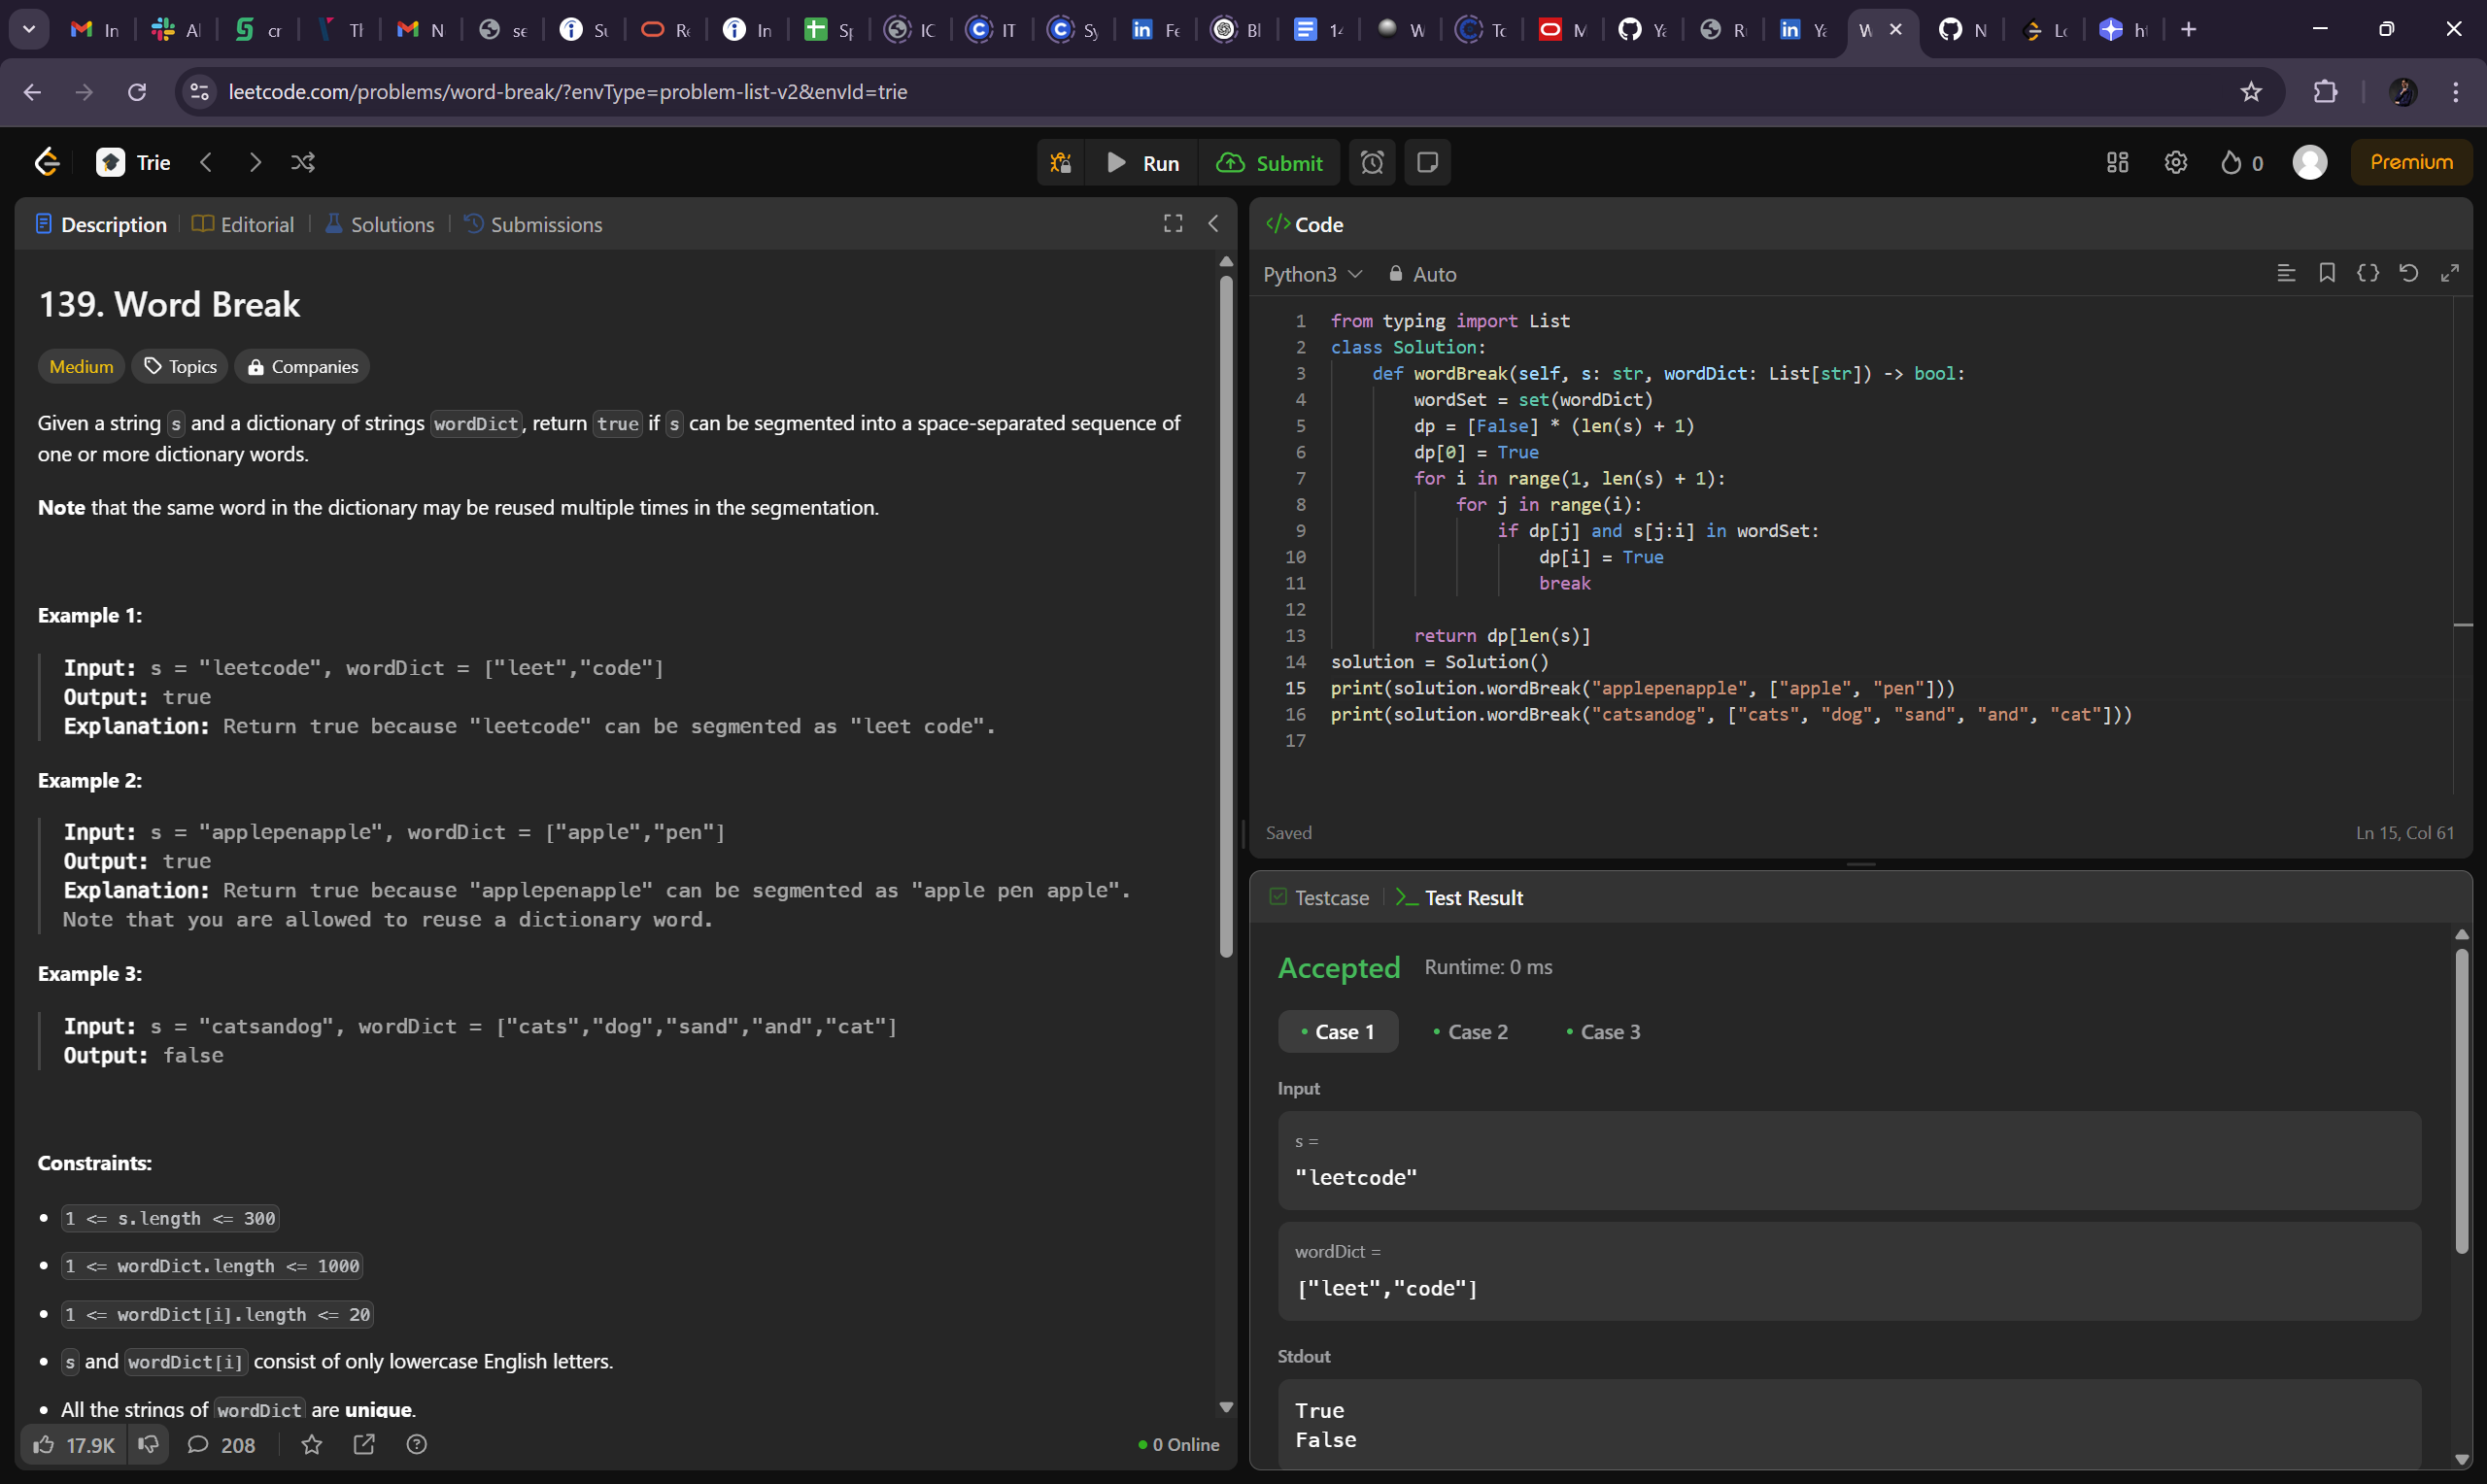 In
Al
cr
Th
N
se
Su
Re
In
Sp
IC
IT
Sy
Fe
Bl
14
W
Tc
M
Ya
R
Ya
W
N
Lo
ht
leetcode.com/problems/word-break/?envType=problem-list-v2&envId=trie
Trie
Run
Submit
0
Premium
Description
Editorial
Solutions
Submissions
139. Word Break
Medium
Topics
Companies
Given a string s and a dictionary of strings wordDict, return true if s can be segmented into a space-separated sequence of
one or more dictionary words.
Note that the same word in the dictionary may be reused multiple times in the segmentation.
Example 1:
Input: s = "leetcode", wordDict = ["leet","code"]
Output: true
Explanation: Return true because "leetcode" can be segmented as "leet code".
Example 2:
Input: s = "applepenapple", wordDict = ["apple","pen"]
Output: true
Explanation: Return true because "applepenapple" can be segmented as "apple pen apple".
Note that you are allowed to reuse a dictionary word.
Example 3:
Input: s = "catsandog", wordDict = ["cats","dog","sand","and","cat"]
Output: false
Constraints:
• 1 <= s.length <= 300
• 1 <= wordDict.length <= 1000
• 1 <= wordDict[i].length <= 20
• s and wordDict[i] consist of only lowercase English letters.
• All the strings of wordDict are unique.
17.9K
208
0 Online
</> Code
Python3
Auto
1 from typing import List
2 class Solution:
3 def wordBreak(self, s: str, wordDict: List[str]) -> bool:
4 wordSet = set(wordDict)
5 dp = [False] * (len(s) + 1)
6 dp[0] = True
7 for i in range(1, len(s) + 1):
8 for j in range(i):
9 if dp[j] and s[j:i] in wordSet:
10 dp[i] = True
11 break
12
13 return dp[len(s)]
14 solution = Solution()
15 print(solution.wordBreak("applepenapple", ["apple", "pen"]))
16 print(solution.wordBreak("catsandog", ["cats", "dog", "sand", "and", "cat"]))
17
Saved
Ln 15, Col 61
Testcase
>_ Test Result
Accepted
Runtime: 0 ms
• Case 1
• Case 2
• Case 3
Input
s =
"leetcode"
wordDict =
["leet","code"]
Stdout
True
False